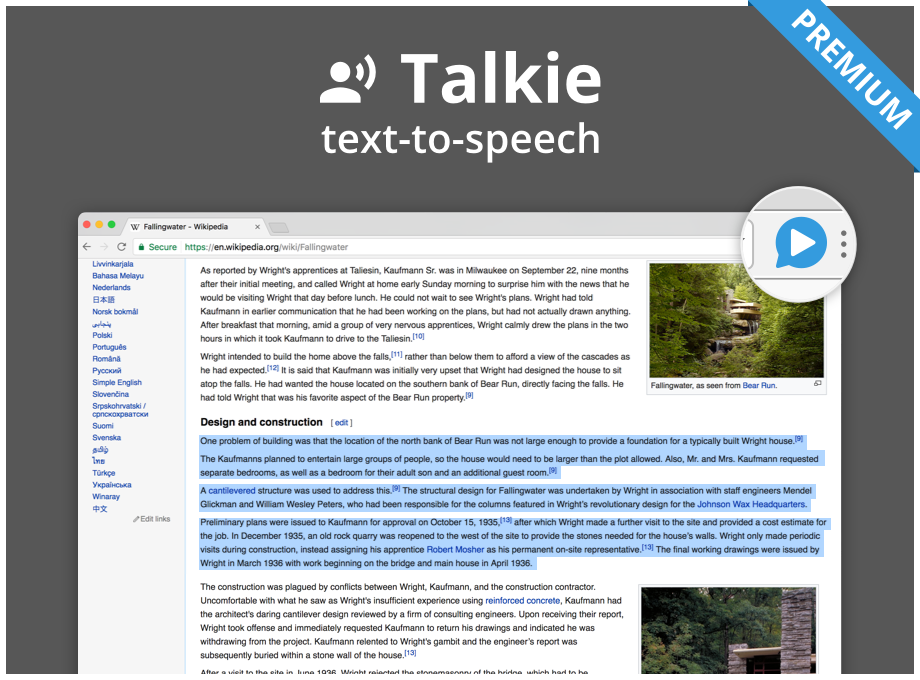 Talkie
text-to-speech
PREMIUM
Fallingwater - Wikipedia
Secure https://en.wikipedia.org/wiki/Fallingwater
Livvinkarjala
Bahasa Melayu
Nederlands
日本語
Norsk bokmål
پنجابی
Polski
Português
Română
Русский
Simple English
Slovenčina
Srpskohrvatski /
српскохрватски
Suomi
Svenska
தமிழ்
ไทย
Türkçe
Українська
Winaray
中文
Edit links
As reported by Wright's apprentices at Taliesin, Kaufmann Sr. was in Milwaukee on September 22, nine months
after their initial meeting, and called Wright at home early Sunday morning to surprise him with the news that he
would be visiting Wright that day before lunch. He could not wait to see Wright's plans. Wright had told
Kaufmann in earlier communication that he had been working on the plans, but had not actually drawn anything.
After breakfast that morning, amid a group of very nervous apprentices, Wright calmly drew the plans in the two
hours in which it took Kaufmann to drive to the Taliesin.[10]
Wright intended to build the home above the falls,[11] rather than below them to afford a view of the cascades as
he had expected.[12] It is said that Kaufmann was initially very upset that Wright had designed the house to sit
atop the falls. He had wanted the house located on the southern bank of Bear Run, directly facing the falls. He
had told Wright that was his favorite aspect of the Bear Run property.[9]
Fallingwater, as seen from Bear Run.
Design and construction [ edit ]
One problem of building was that the location of the north bank of Bear Run was not large enough to provide a foundation for a typically built Wright house.[9]
The Kaufmanns planned to entertain large groups of people, so the house would need to be larger than the plot allowed. Also, Mr. and Mrs. Kaufmann requested
separate bedrooms, as well as a bedroom for their adult son and an additional guest room.[9]
A cantilevered structure was used to address this.[9] The structural design for Fallingwater was undertaken by Wright in association with staff engineers Mendel
Glickman and William Wesley Peters, who had been responsible for the columns featured in Wright's revolutionary design for the Johnson Wax Headquarters.
Preliminary plans were issued to Kaufmann for approval on October 15, 1935,[13] after which Wright made a further visit to the site and provided a cost estimate for
the job. In December 1935, an old rock quarry was reopened to the west of the site to provide the stones needed for the house's walls. Wright only made periodic
visits during construction, instead assigning his apprentice Robert Mosher as his permanent on-site representative.[13] The final working drawings were issued by
Wright in March 1936 with work beginning on the bridge and main house in April 1936.
The construction was plagued by conflicts between Wright, Kaufmann, and the construction contractor.
Uncomfortable with what he saw as Wright's insufficient experience using reinforced concrete, Kaufmann had
the architect's daring cantilever design reviewed by a firm of consulting engineers. Upon receiving their report,
Wright took offense and immediately requested Kaufmann to return his drawings and indicated he was
withdrawing from the project. Kaufmann relented to Wright's gambit and the engineer's report was
subsequently buried within a stone wall of the house.[13]
After a visit to the site in June 1936, Wright rejected the stonemasonry of the bridge, which had to be